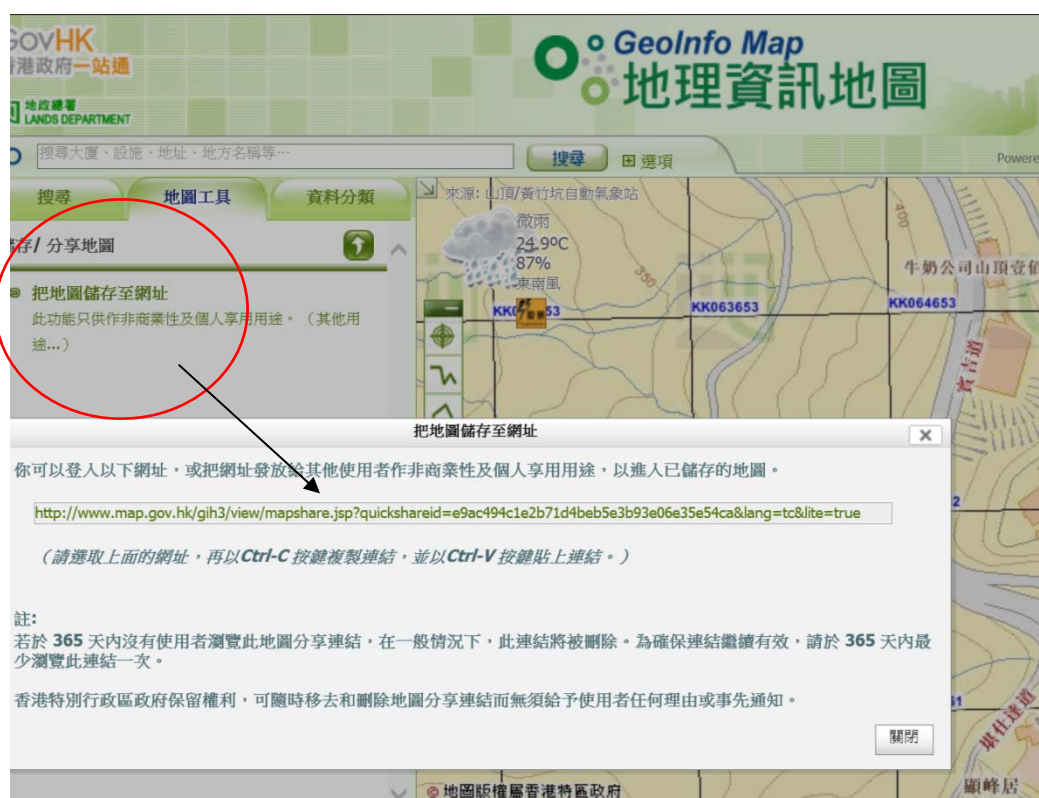 GovHK
香港政府一站通
GeoInfo Map
地理資訊地圖
地政總署
LANDS DEPARTMENT
搜尋大廈、設施、地址、地方名稱等…
搜尋
選項
Powere
搜尋
地圖工具
資料分類
儲存/ 分享地圖
把地圖儲存至網址
此功能只供作非商業性及個人享用用途。（其他用
途...）
來源: 山頂/黃竹坑自動氣象站
微雨
24.9ºC
87%
東南風
400
350
牛奶公司山頂壹佰
53
KK063653
KK064653
賓吉道
把地圖儲存至網址
你可以登入以下網址，或把網址發放給其他使用者作非商業性及個人享用用途，以進入已儲存的地圖。
http://www.map.gov.hk/gih3/view/mapshare.jsp?quickshareid=e9ac494c1e2b71d4beb5e3b93e06e35e54ca&lang=tc&lite=true
（請選取上面的網址，再以Ctrl-C 按鍵複製連結，並以Ctrl-V 按鍵貼上連結。）
註:
若於 365 天內沒有使用者瀏覽此地圖分享連結，在一般情況下，此連結將被刪除。為確保連結繼續有效，請於 365 天內最
少瀏覽此連結一次。
香港特別行政區政府保留權利，可隨時移去和刪除地圖分享連結而無須給予使用者任何理由或事先通知。
關閉
2
51
堪仕達道
顯峰居
© 地圖版權屬香港特區政府